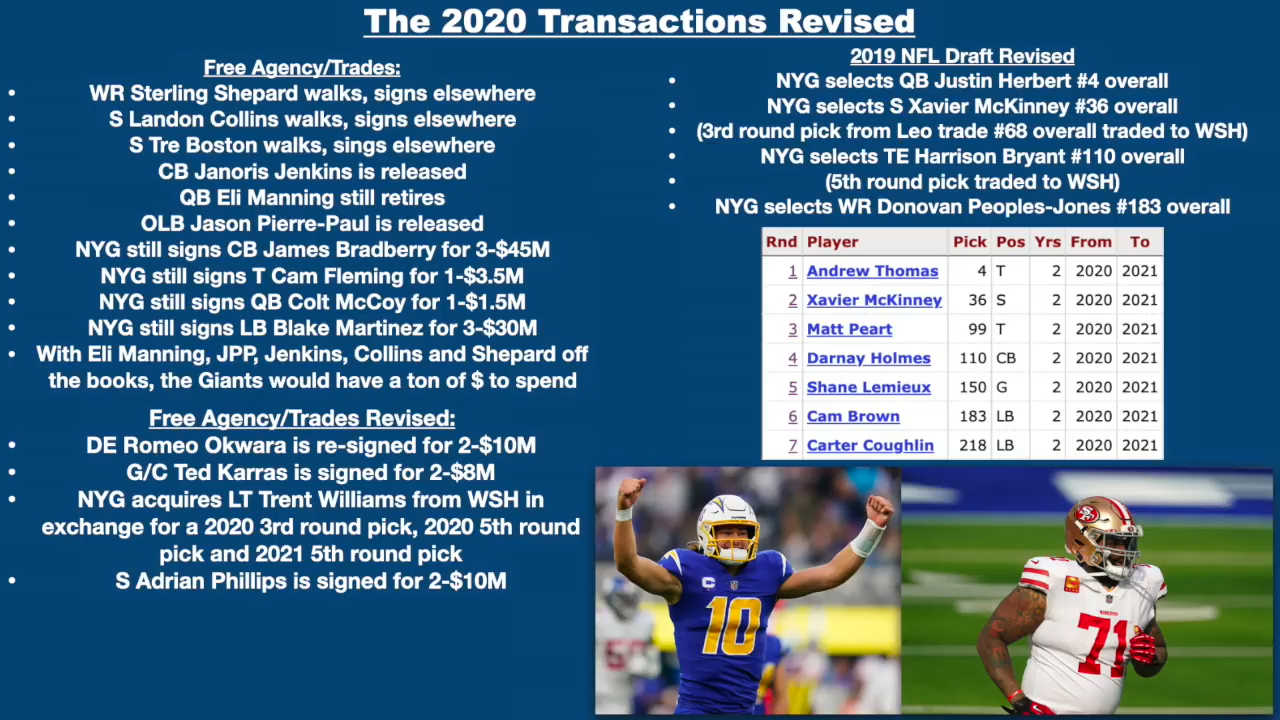 The 2020 Transactions Revised
Free Agency/Trades:
WR Sterling Shepard walks, signs elsewhere
S Landon Collins walks, signs elsewhere
S Tre Boston walks, sings elsewhere
CB Janoris Jenkins is released
QB Eli Manning still retires
OLB Jason Pierre-Paul is released
NYG still signs CB James Bradberry for 3-$45M
NYG still signs T Cam Fleming for 1-$3.5M
NYG still signs QB Colt McCoy for 1-$1.5M
NYG still signs LB Blake Martinez for 3-$30M
With Eli Manning, JPP, Jenkins, Collins and Shepard off
the books, the Giants would have a ton of $ to spend
Free Agency/Trades Revised:
DE Romeo Okwara is re-signed for 2-$10M
G/C Ted Karras is signed for 2-$8M
NYG acquires LT Trent Williams from WSH in
exchange for a 2020 3rd round pick, 2020 5th round
pick and 2021 5th round pick
S Adrian Phillips is signed for 2-$10M
2019 NFL Draft Revised
NYG selects QB Justin Herbert #4 overall
NYG selects S Xavier McKinney #36 overall
(3rd round pick from Leo trade #68 overall traded to WSH)
NYG selects TE Harrison Bryant #110 overall
(5th round pick traded to WSH)
NYG selects WR Donovan Peoples-Jones #183 overall
Rnd Player Pick Pos Yrs From To
1 Andrew Thomas 4 T 2 2020 2021
2 Xavier McKinney 36 S 2 2020 2021
3 Matt Peart 99 T 2 2020 2021
4 Darnay Holmes 110 CB 2 2020 2021
5 Shane Lemieux 150 G 2 2020 2021
6 Cam Brown 183 LB 2 2020 2021
7 Carter Coughlin 218 LB 2 2020 2021
C
10
71